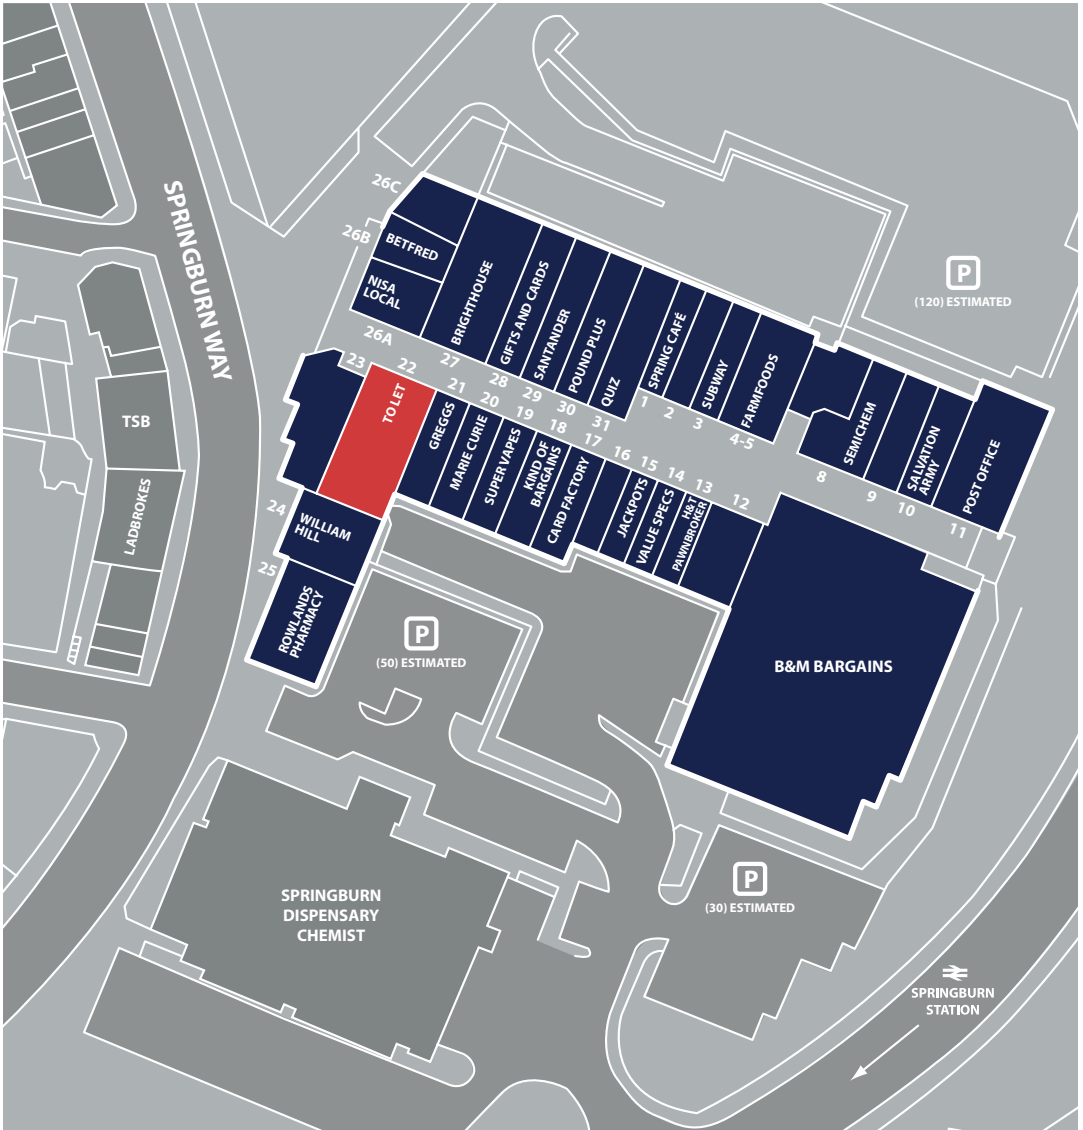 26C
SPRINGBURN WAY
26B
BETFRED
NISA
LOCAL
26A
BRIGHTHOUSE
27
GIFTS AND CARDS
28
SANTANDER
29
POUND PLUS
30
QUIZ
31
SPRING CAFÉ
1
2
SUBWAY
3
FARMFOODS
4-5
SEMICHEM
8
9
SALVATION
ARMY
10
POST OFFICE
11
P
(120) ESTIMATED
23
22
TO LET
21
GREGGS
20
MARIE CURIE
19
SUPERVAPES
18
KIND OF
BARGAINS
17
CARD FACTORY
16
15
JACKPOTS
14
VALUE SPECS
13
H&T
PAWNBROKER
12
B&M BARGAINS
24
WILLIAM
HILL
25
ROWLANDS
PHARMACY
TSB
LADBROKES
P
(50) ESTIMATED
P
(30) ESTIMATED
SPRINGBURN
DISPENSARY
CHEMIST
SPRINGBURN
STATION